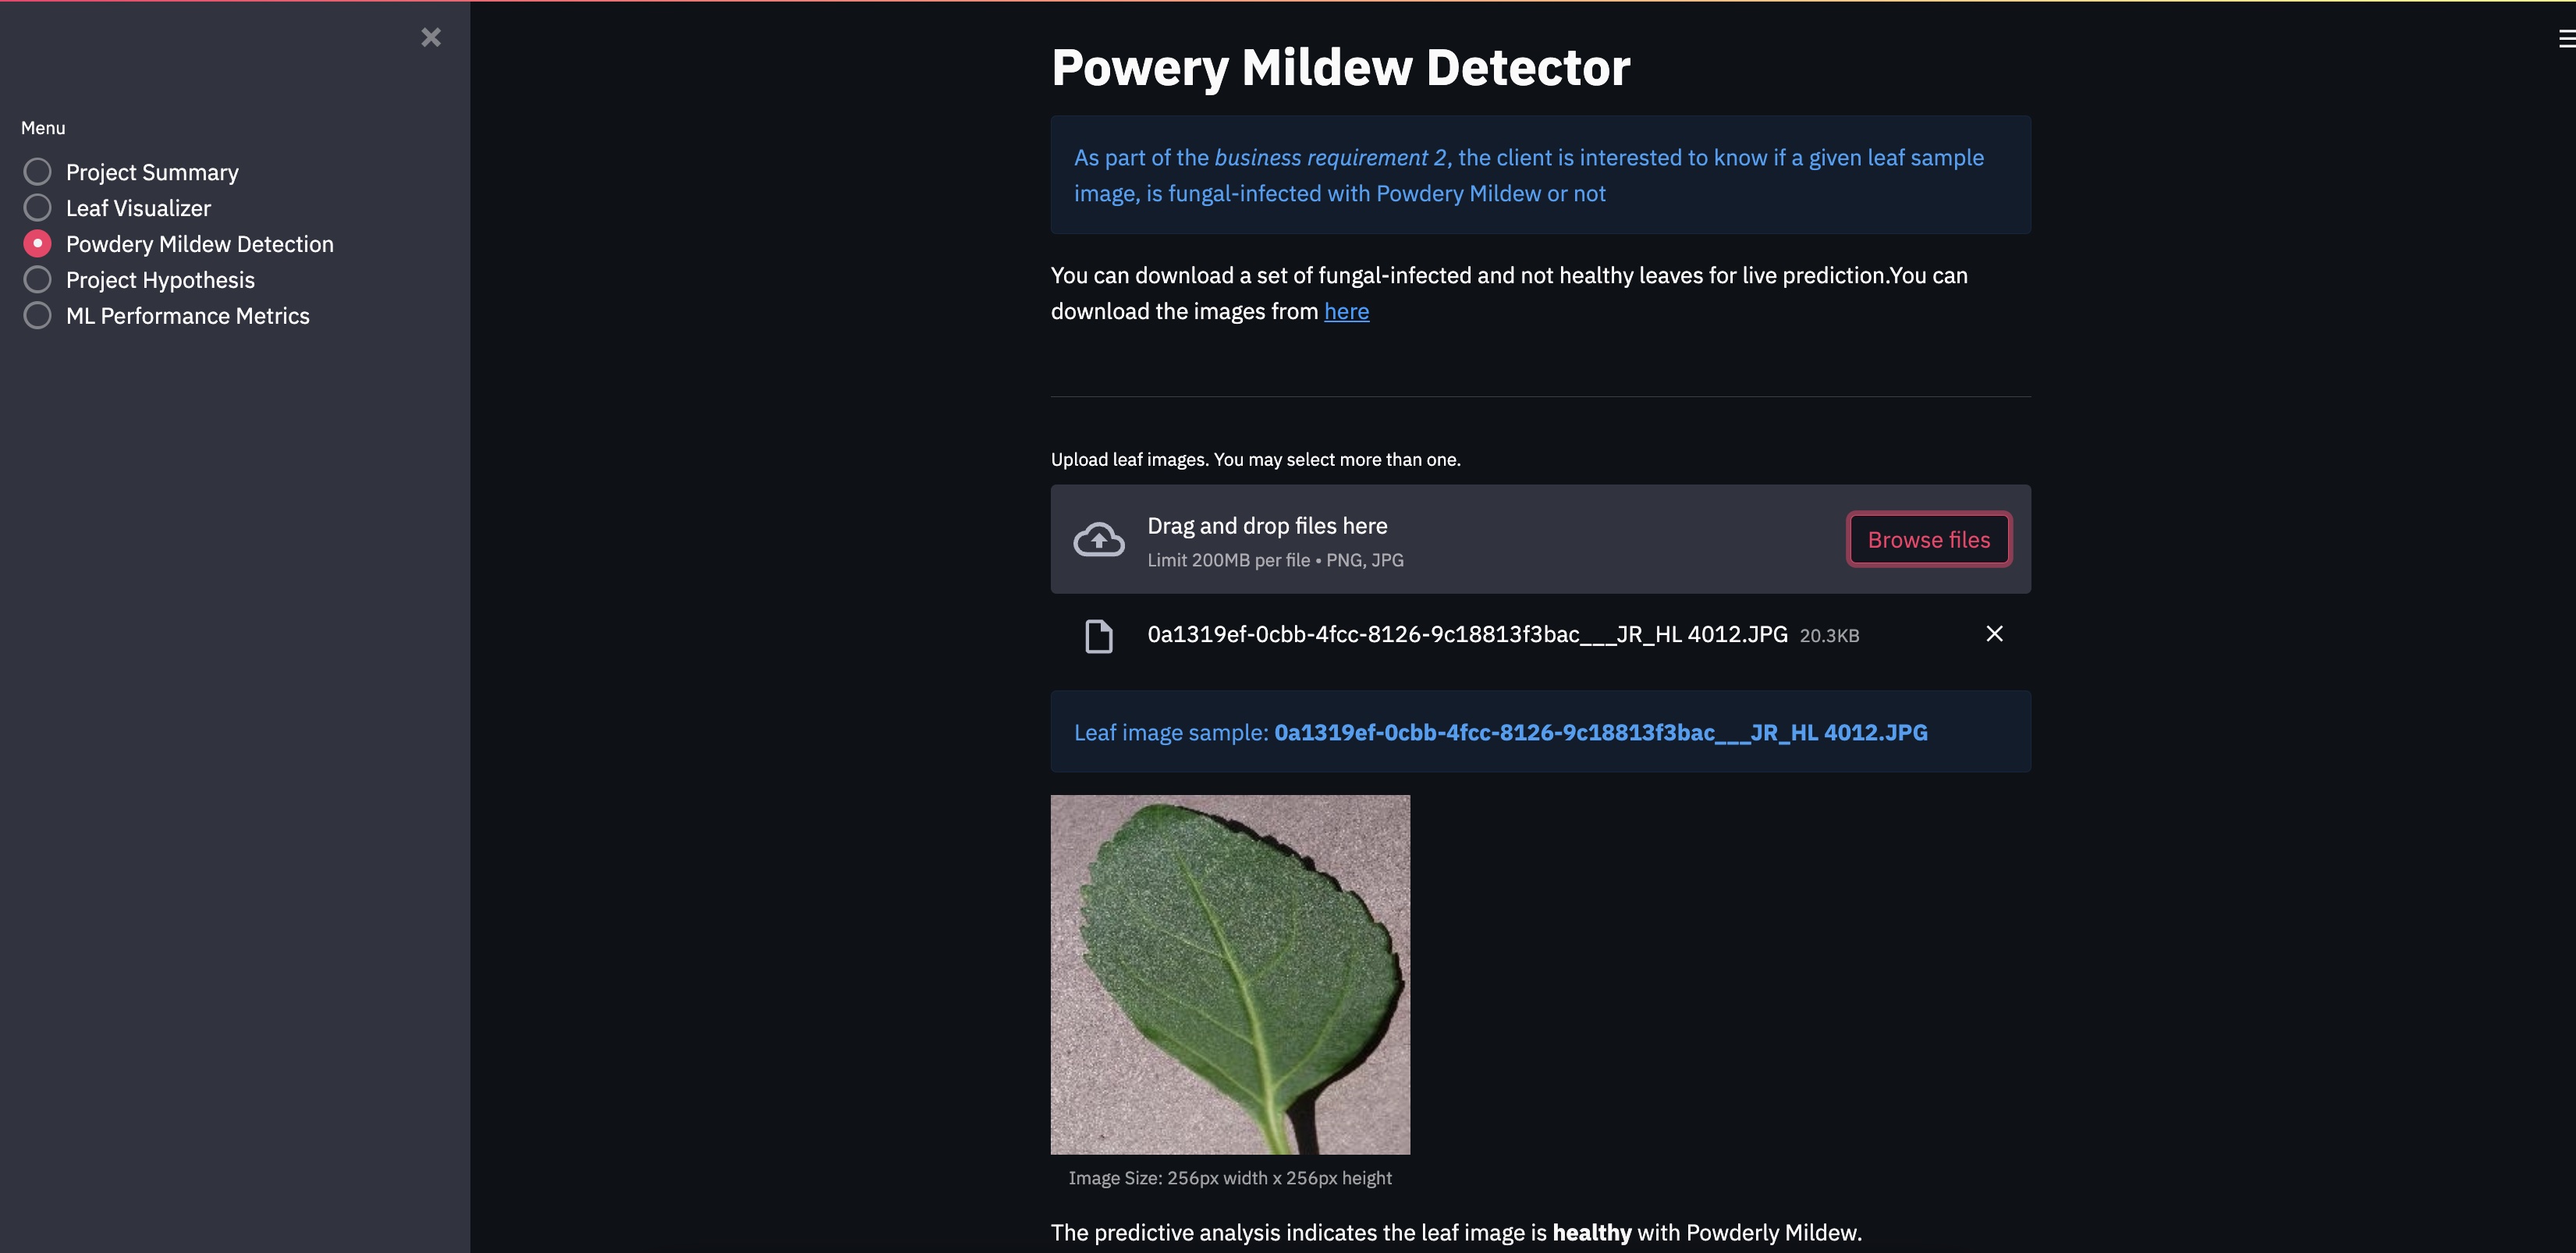 Menu
Project Summary
Leaf Visualizer
Powdery Mildew Detection
Project Hypothesis
ML Performance Metrics
Powery Mildew Detector
As part of the business requirement 2, the client is interested to know if a given leaf sample
image, is fungal-infected with Powdery Mildew or not
You can download a set of fungal-infected and not healthy leaves for live prediction.You can
download the images from here
Upload leaf images. You may select more than one.
Drag and drop files here
Limit 200MB per file • PNG, JPG
Browse files
0a1319ef-0cbb-4fcc-8126-9c18813f3bac___JR_HL 4012.JPG 20.3KB
Leaf image sample: 0a1319ef-0cbb-4fcc-8126-9c18813f3bac___JR_HL 4012.JPG
Image Size: 256px width x 256px height
The predictive analysis indicates the leaf image is healthy with Powderly Mildew.